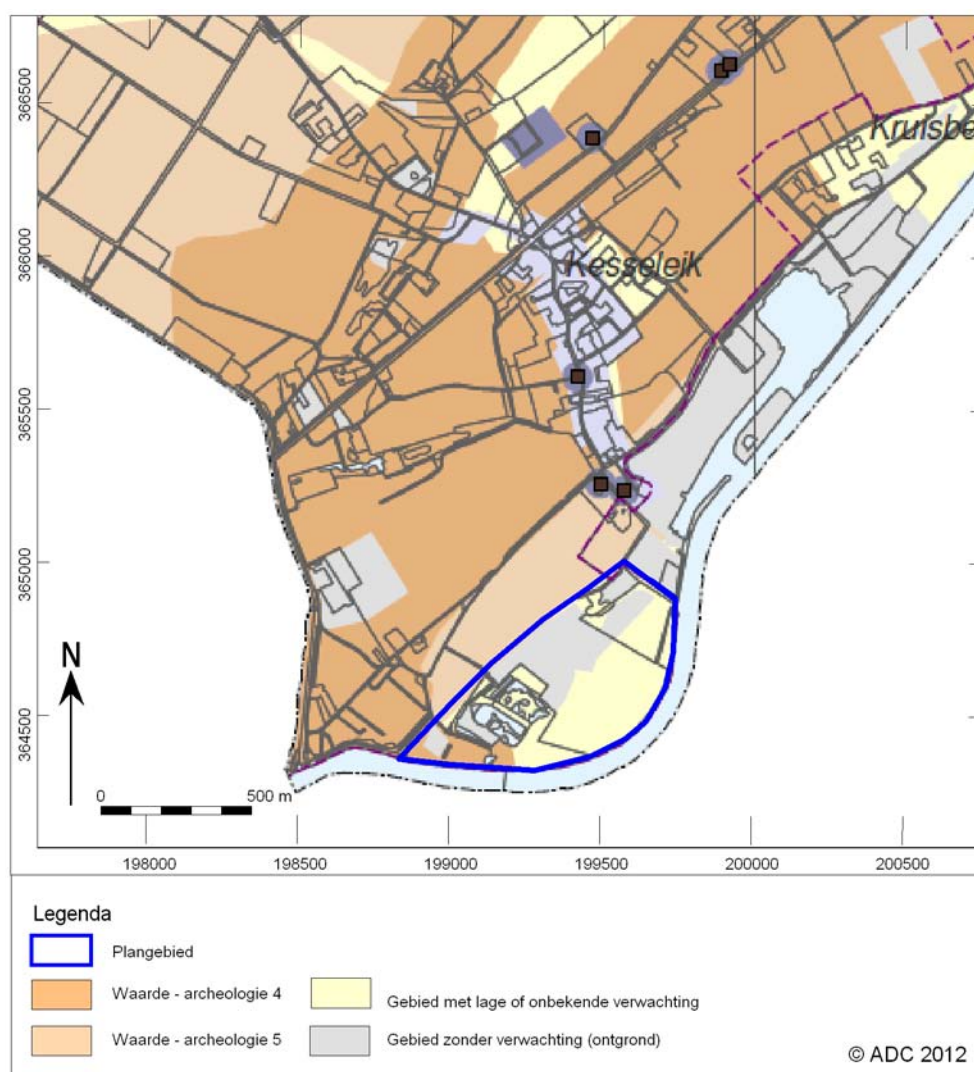 366500
366000
365500
365000
364500
Kruisbe
Kesseleik
N
0 500 m
198000 198500 199000 199500 200000 200500
Legenda
Plangebied
Waarde - archeologie 4
Gebied met lage of onbekende verwachting
Waarde - archeologie 5
Gebied zonder verwachting (ontgrond)
© ADC 2012